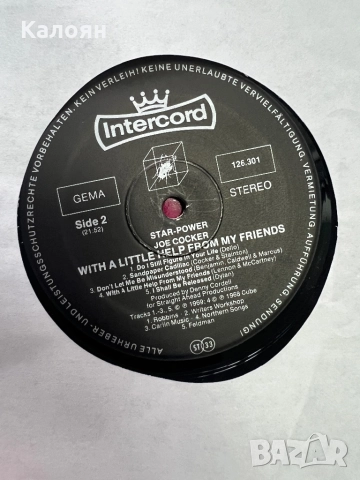 Калоян
ALLE URHEBER- UND LEISTUNGSSCHUTZRECHTE VORBEHALTEN. KEIN VERLEIH! KEINE UNERLAUBTE VERVIELFÄLTIGUNG, VERMIETUNG, AUFFÜHRUNG, SENDUNG!
Intercord
GEMA
126.301
Side 2
(21:52)
STEREO
STAR-POWER
JOE COCKER
WITH A LITTLE HELP FROM MY FRIENDS
1. Do I Still Figure in Your Life (Dello)
2. Sandpaper Cadillac (Cocker & Stainton)
3. Don't Let Me Be Misunderstood (Benjamin, Caldwell & Marcus)
4. With A Little Help From My Friends (Lennon & McCartney)
5. I Shall Be Released (Dylan)
Produced by Denny Cordell
for Straight Ahead Productions
Tracks 1.-3., 5. ℗ 1969; 4. ℗ 1968 Cube
1. Robbins 2. Writers Workshop
3. Carlin Music 4. Northern Songs
5. Feldman
ST 33
BAZAR
bg